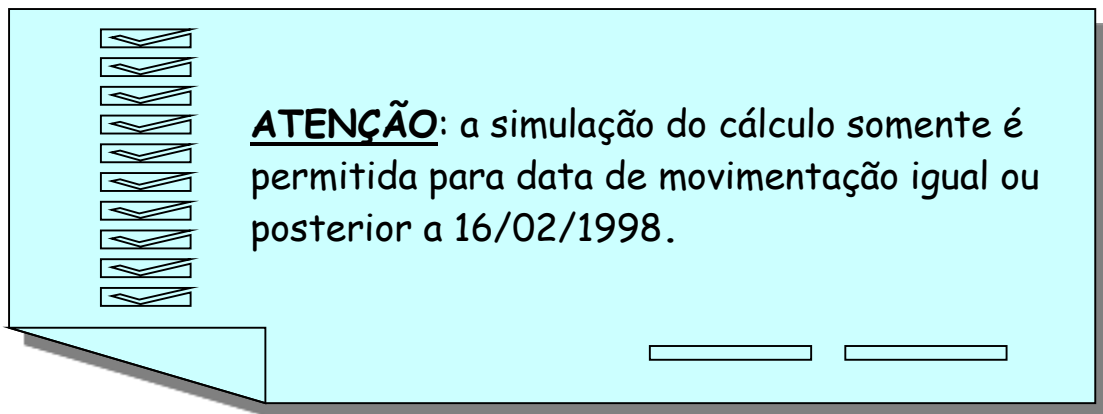 ATENÇÃO: a simulação do cálculo somente é
permitida para data de movimentação igual ou
posterior a 16/02/1998.